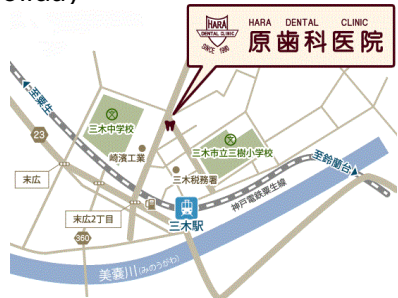 HARA
DENTAL CLINIC
SINCE 1980
HARA DENTAL CLINIC
原歯科医院
至粟生
三木中学校
23
崎濱工業
三木市立三樹小学校
至鈴蘭台
末広
三木税務署
神戸電鉄粟生線
末広2丁目
三木駅
360
美嚢川(みのうがわ)